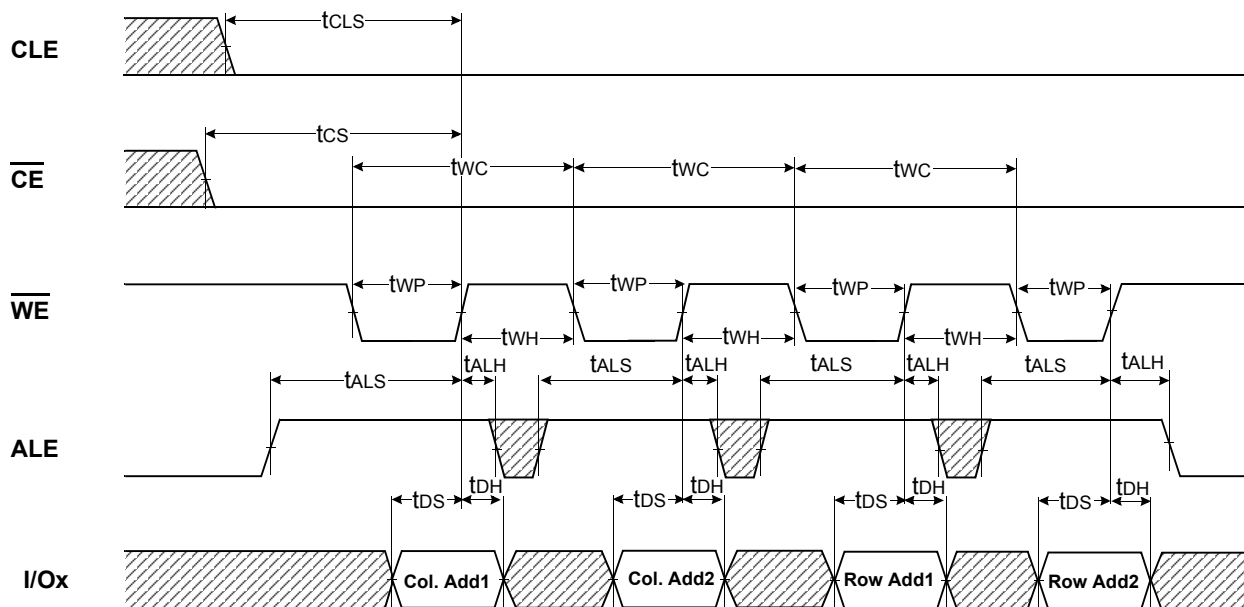 tCLS
CLE
tCS
CE
tWC tWC tWC
WE
tWP tWP tWP tWP
tWH tWH tWH
tALS tALH tALS tALH tALS tALH tALS tALH
ALE
tDS tDH tDS tDH tDS tDH tDS tDH
I/Ox Col. Add1 Col. Add2 Row Add1 Row Add2